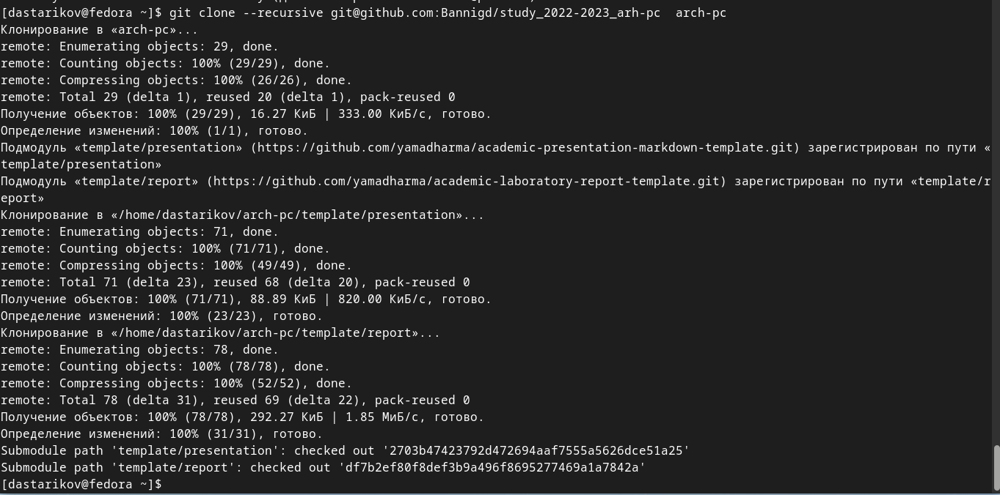 [dastarikov@fedora ~]$ git clone --recursive git@github.com:Bannigd/study_2022-2023_arh-pc  arch-pc
Клонирование в «arch-pc»...
remote: Enumerating objects: 29, done.
remote: Counting objects: 100% (29/29), done.
remote: Compressing objects: 100% (26/26), done.
remote: Total 29 (delta 1), reused 20 (delta 1), pack-reused 0
Получение объектов: 100% (29/29), 16.27 КиБ | 333.00 КиБ/с, готово.
Определение изменений: 100% (1/1), готово.
Подмодуль «template/presentation» (https://github.com/yamadharma/academic-presentation-markdown-template.git) зарегистрирован по пути «
template/presentation»
Подмодуль «template/report» (https://github.com/yamadharma/academic-laboratory-report-template.git) зарегистрирован по пути «template/r
eport»
Клонирование в «/home/dastarikov/arch-pc/template/presentation»...
remote: Enumerating objects: 71, done.
remote: Counting objects: 100% (71/71), done.
remote: Compressing objects: 100% (49/49), done.
remote: Total 71 (delta 23), reused 68 (delta 20), pack-reused 0
Получение объектов: 100% (71/71), 88.89 КиБ | 820.00 КиБ/с, готово.
Определение изменений: 100% (23/23), готово.
Клонирование в «/home/dastarikov/arch-pc/template/report»...
remote: Enumerating objects: 78, done.
remote: Counting objects: 100% (78/78), done.
remote: Compressing objects: 100% (52/52), done.
remote: Total 78 (delta 31), reused 69 (delta 22), pack-reused 0
Получение объектов: 100% (78/78), 292.27 КиБ | 1.85 МиБ/с, готово.
Определение изменений: 100% (31/31), готово.
Submodule path 'template/presentation': checked out '2703b47423792d472694aaf7555a5626dce51a25'
Submodule path 'template/report': checked out 'df7b2ef80f8def3b9a496f8695277469a1a7842a'
[dastarikov@fedora ~]$